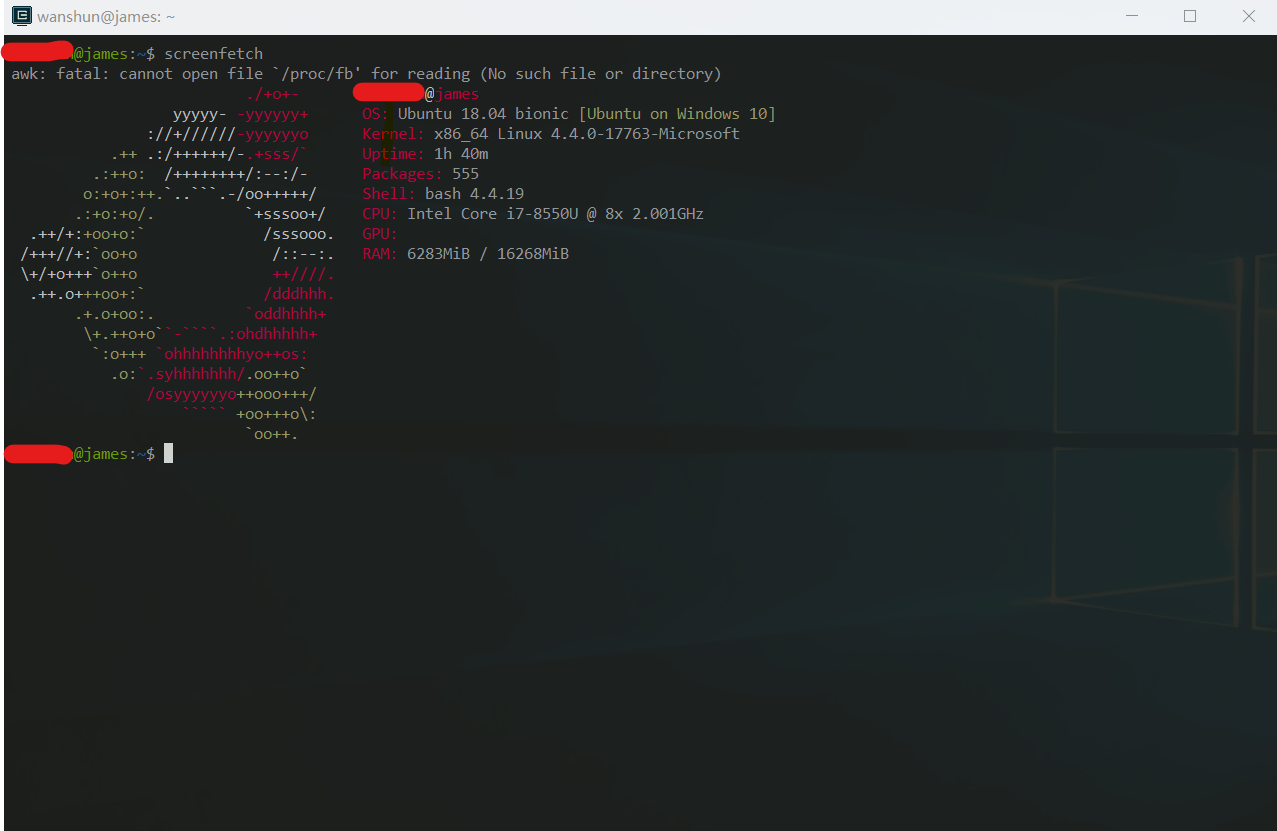 wanshun@james: ~
@james:~$ screenfetch
awk: fatal: cannot open file `/proc/fb' for reading (No such file or directory)
./+o+- @james
yyyyy- -yyyyyy+ OS: Ubuntu 18.04 bionic [Ubuntu on Windows 10]
://+//////-yyyyyyo Kernel: x86_64 Linux 4.4.0-17763-Microsoft
.++ .:/++++++/-.+sss/` Uptime: 1h 40m
.:++o: /++++++++/:--:/- Packages: 555
o:+o+:++.`..```.-/oo+++++/ Shell: bash 4.4.19
.:+o:+o/. `+sssoo+/ CPU: Intel Core i7-8550U @ 8x 2.001GHz
.++/+:+oo+o:` /sssooo. GPU:
/+++//+:`oo+o /::--:. RAM: 6283MiB / 16268MiB
\+/+o+++`o++o ++////.
.++.o+++oo+:` /dddhhh.
.+.o+oo:. `oddhhhh+
\+.++o+o``-````.:ohdhhhhh+
`:o+++ `ohhhhhhhhyo++os:
.o:`.syhhhhhhh/.oo++o`
/osyyyyyyo++ooo+++/
````` +oo+++o\:
`oo++.
@james:~$